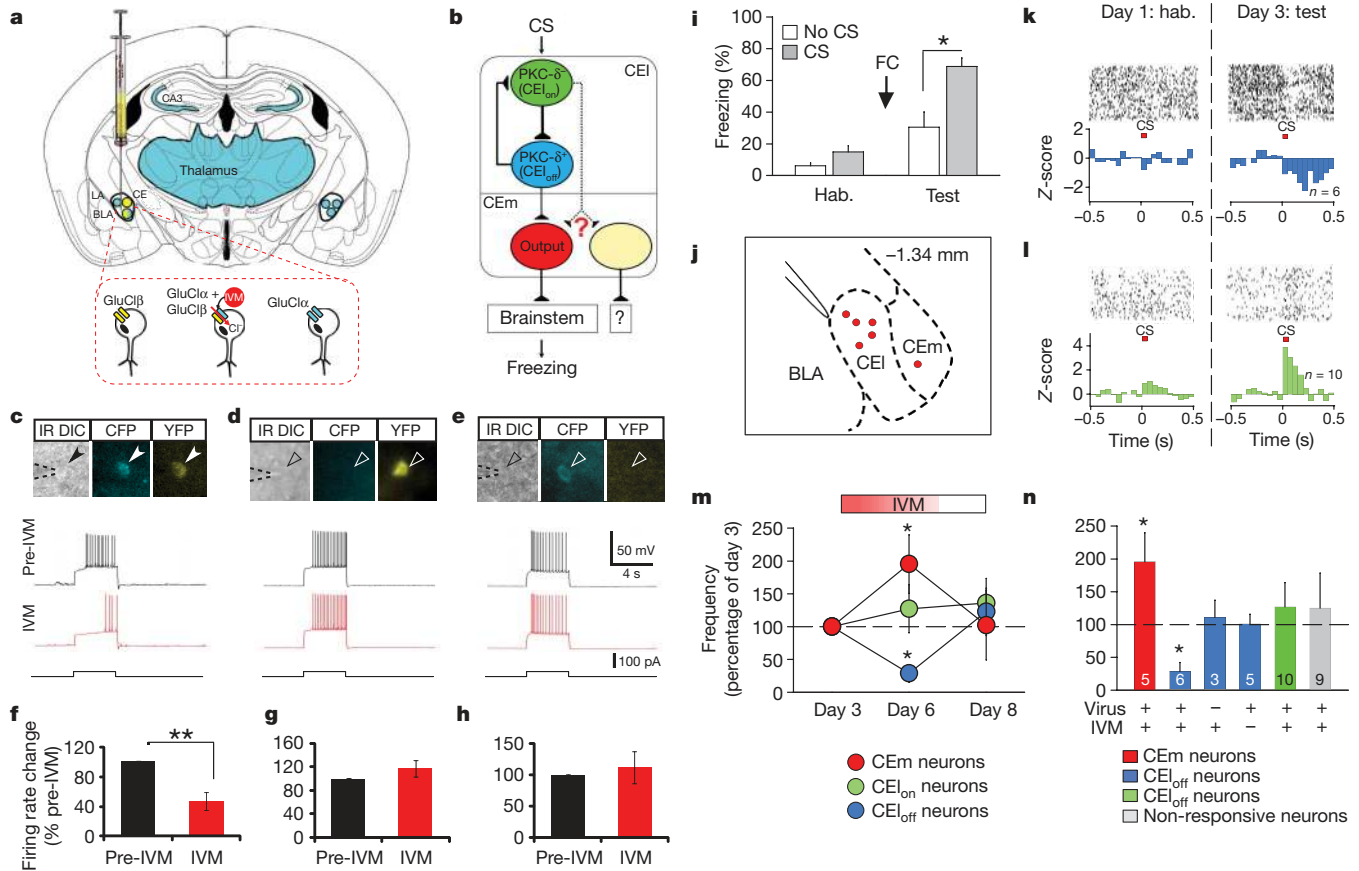 a
CA3
Thalamus
LA
CE
BLA
GluClβ
GluClα +
GluClβ
IVM
Cl⁻
GluClα
b
CS
CEl
PKC-δ⁻
(CElon)
PKC-δ⁺
(CEloff)
CEm
?
Output
Brainstem
?
Freezing
c
IR DIC CFP YFP
d
IR DIC CFP YFP
e
IR DIC CFP YFP
Pre-IVM
50 mV
4 s
IVM
100 pA
f
**
Firing rate change
(% pre-IVM)
120
80
40
0
Pre-IVM IVM
g
160
120
80
40
0
Pre-IVM IVM
h
150
100
50
0
Pre-IVM IVM
i
No CS
CS
*
FC
Freezing (%)
100
80
60
40
20
0
Hab. Test
j
–1.34 mm
BLA
CEl
CEm
k
Day 1: hab. Day 3: test
CS CS
Z-score
2
0
–2
n = 6
–0.5 0 0.5 –0.5 0 0.5
l
CS CS
Z-score
4
2
0
n = 10
–0.5 0 0.5 –0.5 0 0.5
Time (s) Time (s)
m
IVM
*
*
Frequency
(percentage of day 3)
250
200
150
100
50
0
Day 3 Day 6 Day 8
CEm neurons
CElon neurons
CEloff neurons
n
250
200
150
100
50
0
*
*
5 6 3 5 10 9
Virus + + – + + +
IVM + + + – + +
CEm neurons
CEloff neurons
CEloff neurons
Non-responsive neurons